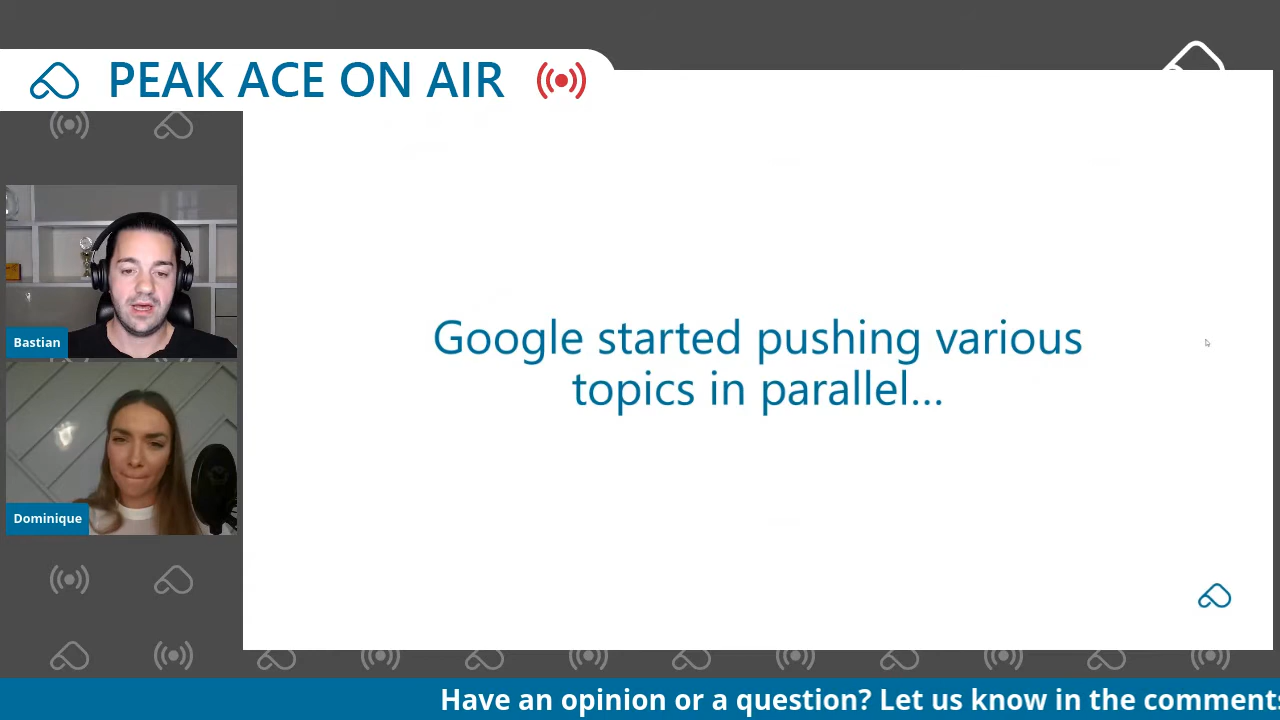 PEAK ACE ON AIR
Bastian
Google started pushing various
topics in parallel...
Dominique
Have an opinion or a question? Let us know in the comments